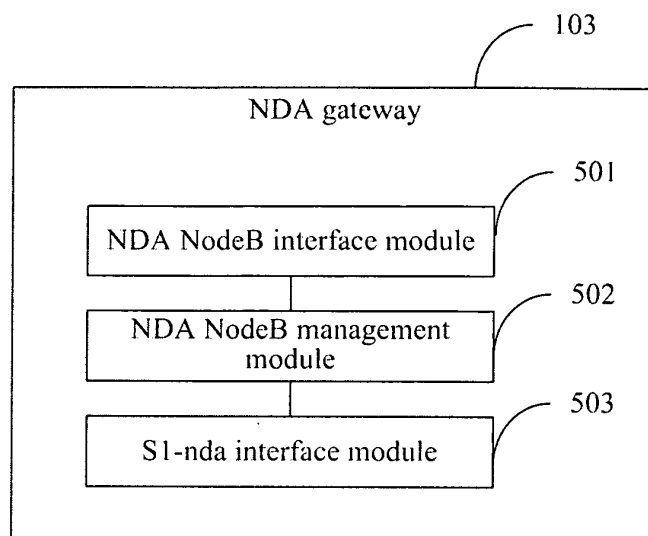 103
NDA gateway
501
NDA NodeB interface module
502
NDA NodeB management
module
503
S1-nda interface module